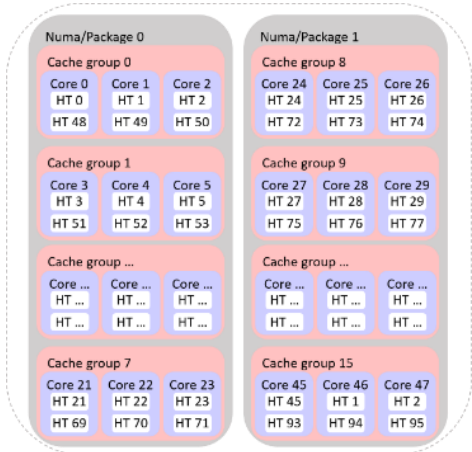 Numa/Package 0
Cache group 0
Core 0 Core 1 Core 2
HT 0 HT 1 HT 2
HT 48 HT 49 HT 50
Cache group 1
Core 3 Core 4 Core 5
HT 3 HT 4 HT 5
HT 51 HT 52 HT 53
Cache group ...
Core ... Core ... Core ...
HT ... HT ... HT ...
HT ... HT ... HT ...
Cache group 7
Core 21 Core 22 Core 23
HT 21 HT 22 HT 23
HT 69 HT 70 HT 71
Numa/Package 1
Cache group 8
Core 24 Core 25 Core 26
HT 24 HT 25 HT 26
HT 72 HT 73 HT 74
Cache group 9
Core 27 Core 28 Core 29
HT 27 HT 28 HT 29
HT 75 HT 76 HT 77
Cache group ...
Core ... Core ... Core ...
HT ... HT ... HT ...
HT ... HT ... HT ...
Cache group 15
Core 45 Core 46 Core 47
HT 45 HT 1 HT 2
HT 93 HT 94 HT 95